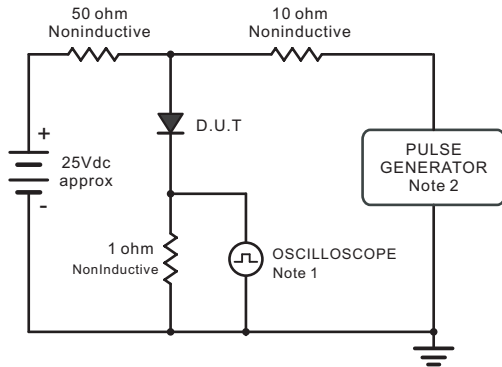 50 ohm
Noninductive
10 ohm
Noninductive
D.U.T
+
25Vdc
approx
-
PULSE
GENERATOR
Note 2
1 ohm
NonInductive
OSCILLOSCOPE
Note 1